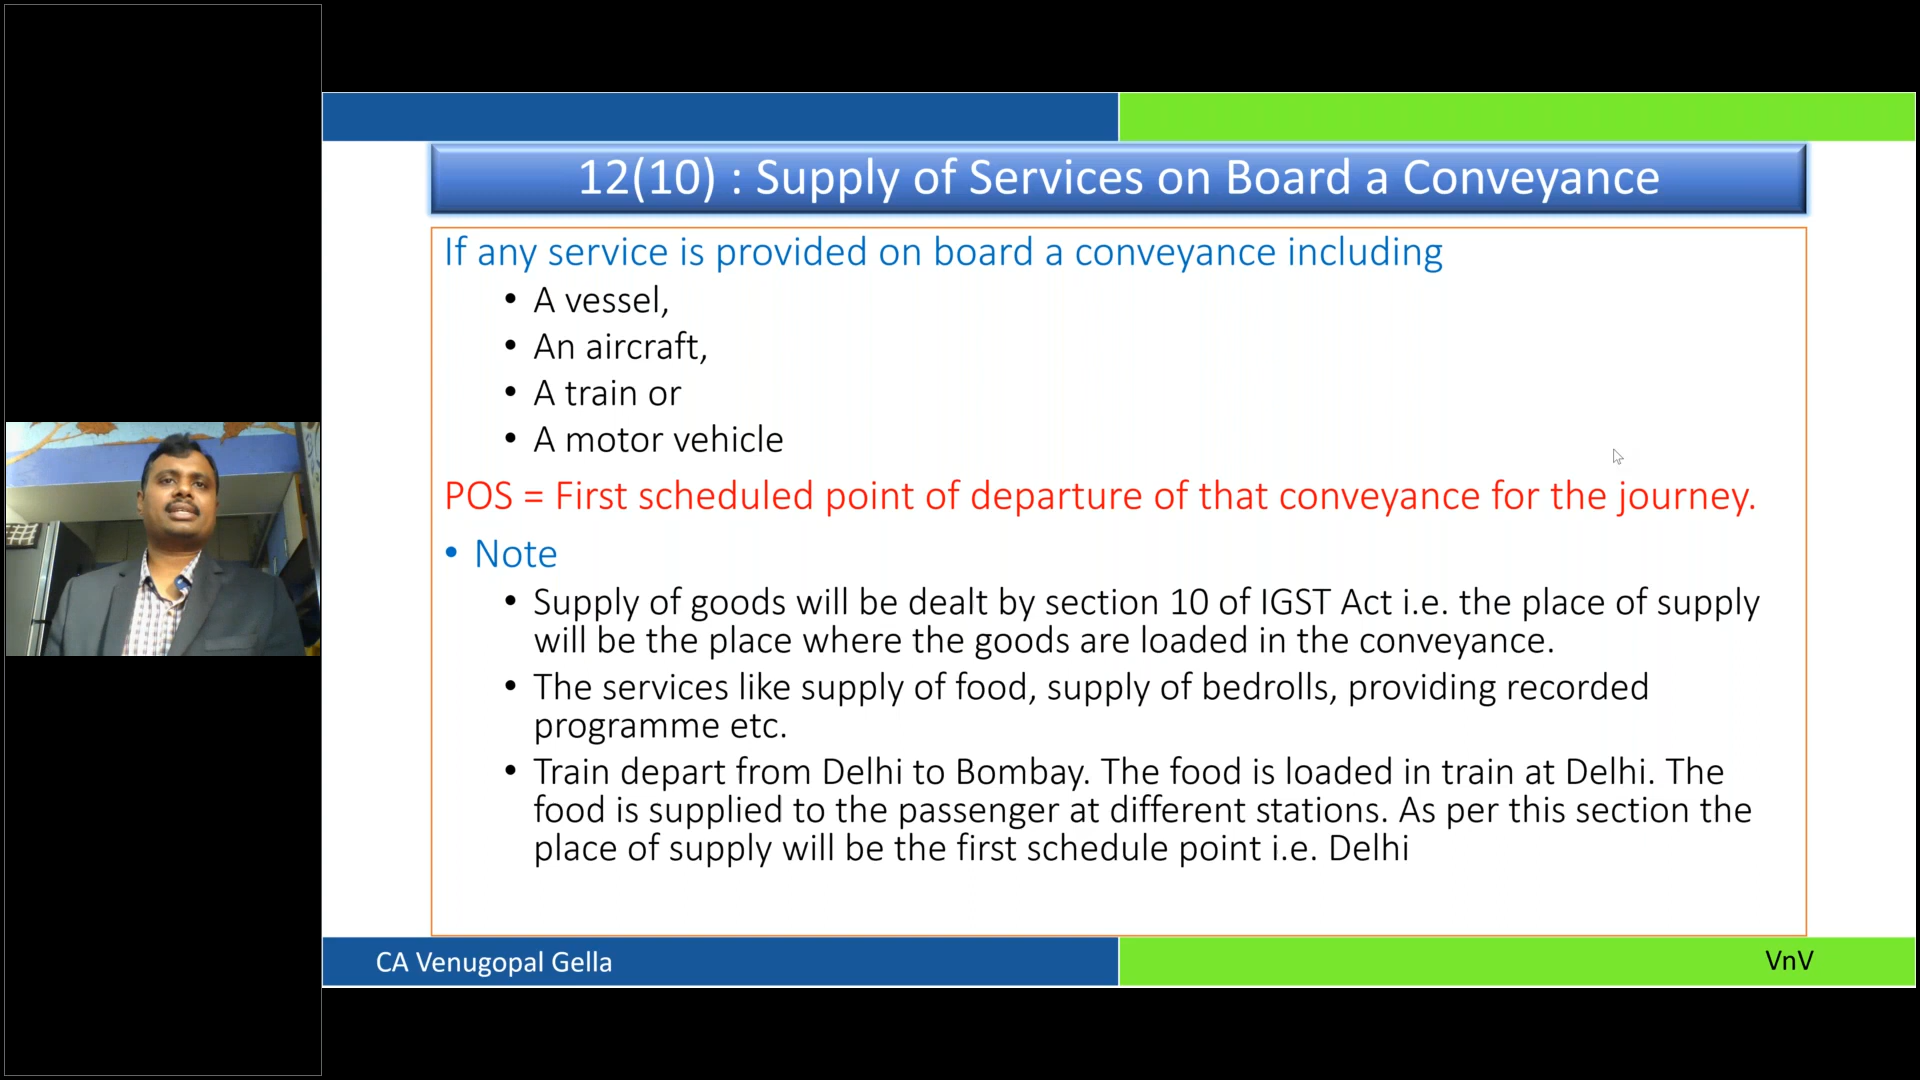 12(10) : Supply of Services on Board a Conveyance
If any service is provided on board a conveyance including
• A vessel,
• An aircraft,
• A train or
• A motor vehicle
POS = First scheduled point of departure of that conveyance for the journey.
• Note
• Supply of goods will be dealt by section 10 of IGST Act i.e. the place of supply
will be the place where the goods are loaded in the conveyance.
• The services like supply of food, supply of bedrolls, providing recorded
programme etc.
• Train depart from Delhi to Bombay. The food is loaded in train at Delhi. The
food is supplied to the passenger at different stations. As per this section the
place of supply will be the first schedule point i.e. Delhi
CA Venugopal Gella
VnV